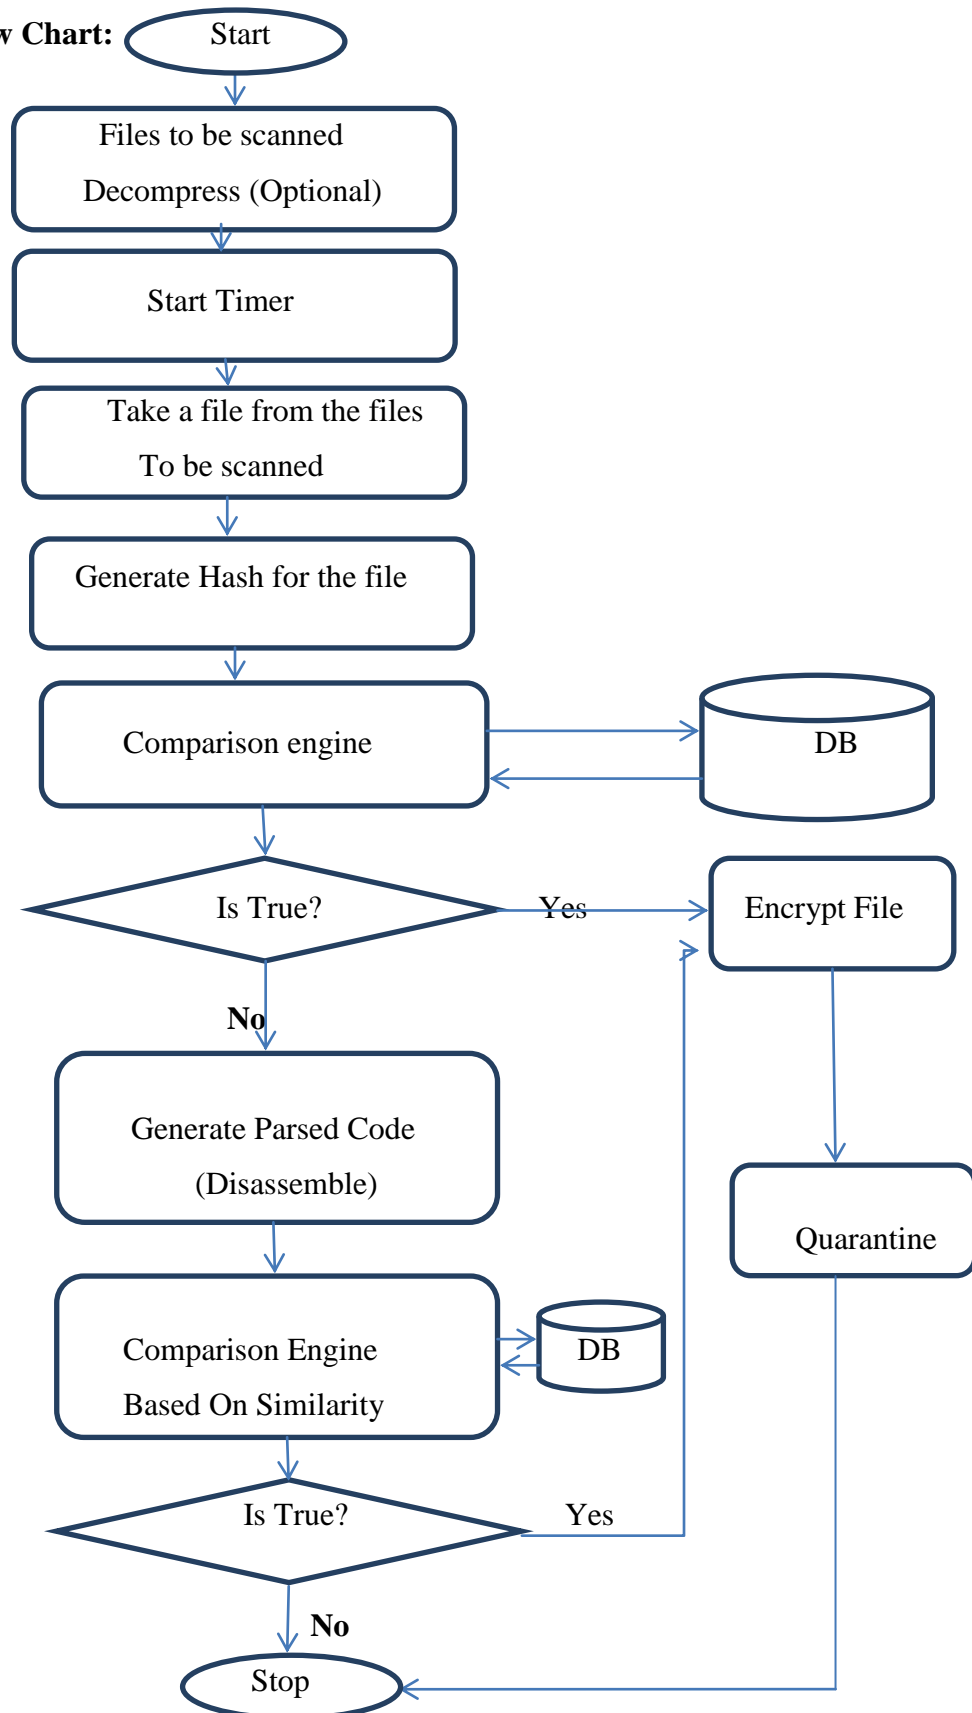 w Chart:
Start
Files to be scanned
Decompress (Optional)
Start Timer
Take a file from the files
To be scanned
Generate Hash for the file
Comparison engine
DB
Is True?
Yes
Encrypt File
No
Generate Parsed Code
(Disassemble)
Quarantine
Comparison Engine
Based On Similarity
DB
Is True?
Yes
No
Stop